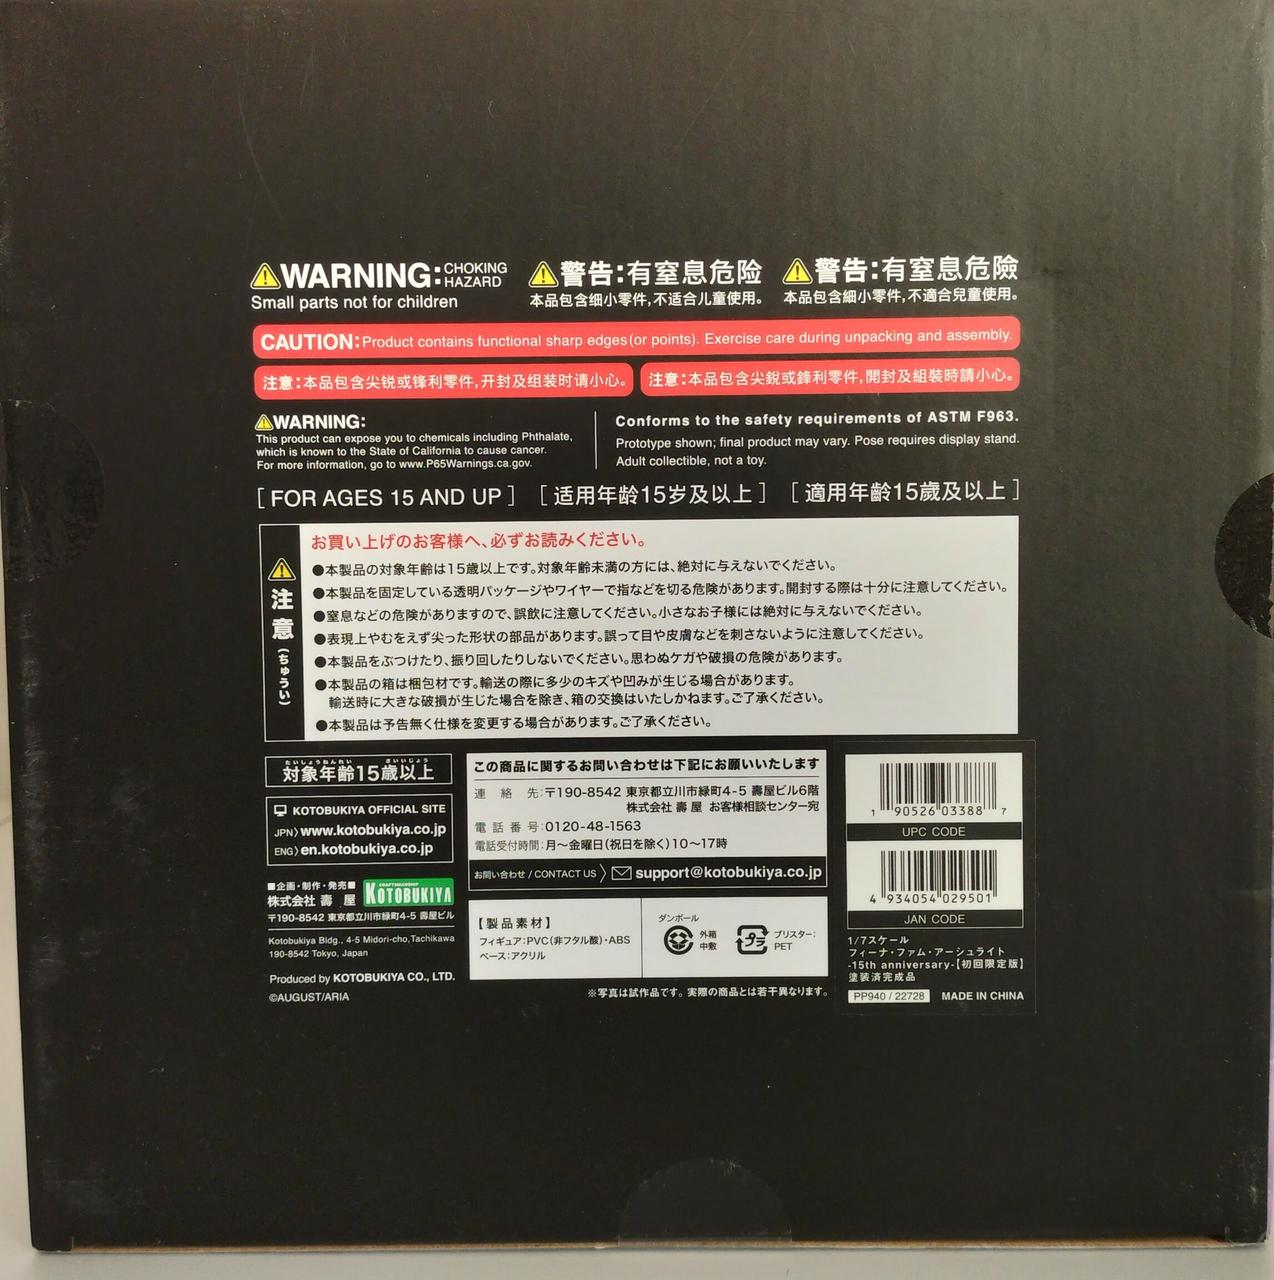 ⚠WARNING: CHOKING HAZARD
Small parts not for children
⚠警告:有窒息危险
本品包含细小零件,不适合儿童使用。
⚠警告:有窒息危險
本品包含細小零件,不適合兒童使用。
CAUTION: Product contains functional sharp edges(or points). Exercise care during unpacking and assembly.
注意:本品包含尖锐或锋利零件,开封及组装时请小心。
注意:本品包含尖銳或鋒利零件,開封及組裝時請小心。
⚠WARNING:
This product can expose you to chemicals including Phthalate,
which is known to the State of California to cause cancer.
For more information, go to www.P65Warnings.ca.gov.
Conforms to the safety requirements of ASTM F963.
Prototype shown; final product may vary. Pose requires display stand.
Adult collectible, not a toy.
[ FOR AGES 15 AND UP ] [ 适用年龄15岁及以上 ] [ 適用年齡15歲及以上 ]
⚠注意(ちゅうい)
お買い上げのお客様へ、必ずお読みください。
●本製品の対象年齢は15歳以上です。対象年齢未満の方には、絶対に与えないでください。
●本製品を固定している透明パッケージやワイヤーで指などを切る危険があります。開封する際は十分に注意してください。
●窒息などの危険がありますので、誤飲に注意してください。小さなお子様には絶対に与えないでください。
●表現上やむをえず尖った形状の部品があります。誤って目や皮膚などを刺さないように注意してください。
●本製品をぶつけたり、振り回したりしないでください。思わぬケガや破損の危険があります。
●本製品の箱は梱包材です。輸送の際に多少のキズや凹みが生じる場合があります。
輸送時に大きな破損が生じた場合を除き、箱の交換はいたしかねます。ご了承ください。
●本製品は予告無く仕様を変更する場合があります。ご了承ください。
たいしょうねんれい さいいじょう
対象年齢15歳以上
KOTOBUKIYA OFFICIAL SITE
JPN〉www.kotobukiya.co.jp
ENG〉en.kotobukiya.co.jp
■企画・制作・発売■
株式会社 壽 屋
CRAFTSMANSHIP
KOTOBUKIYA
〒190-8542 東京都立川市緑町4-5 壽屋ビル
Kotobukiya Bldg., 4-5 Midori-cho,Tachikawa
190-8542 Tokyo, Japan
Produced by KOTOBUKIYA CO., LTD.
©AUGUST/ARIA
この商品に関するお問い合わせは下記にお願いいたします
連絡先:〒190-8542 東京都立川市緑町4-5 壽屋ビル6階
株式会社 壽屋 お客様相談センター宛
電話番号:0120-48-1563
電話受付時間:月〜金曜日(祝日を除く)10〜17時
お問い合わせ / CONTACT US 〉support@kotobukiya.co.jp
【製品素材】
フィギュア:PVC(非フタル酸)・ABS
ベース:アクリル
ダンボール
外箱
中敷
プラ
ブリスター:
PET
※写真は試作品です。実際の商品とは若干異なります。
1 90526 03388 7
UPC CODE
4 934054 029501
JAN CODE
1/7スケール
フィーナ・ファム・アーシュライト
-15th anniversary-【初回限定版】
塗装済完成品
PP940 / 22728 MADE IN CHINA